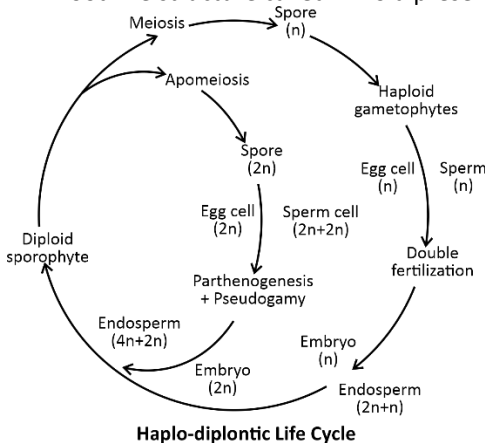 Meiosis
Spore
(n)
Apomeiosis
Haploid
gametophytes
Spore
(2n)
Egg cell
(n)
Sperm
(n)
Egg cell
(2n)
Sperm cell
(2n+2n)
Diploid
sporophyte
Double
fertilization
Parthenogenesis
+ Pseudogamy
Endosperm
(4n+2n)
Embryo
(2n)
Embryo
(n)
Endosperm
(2n+n)
Haplo-diplontic Life Cycle